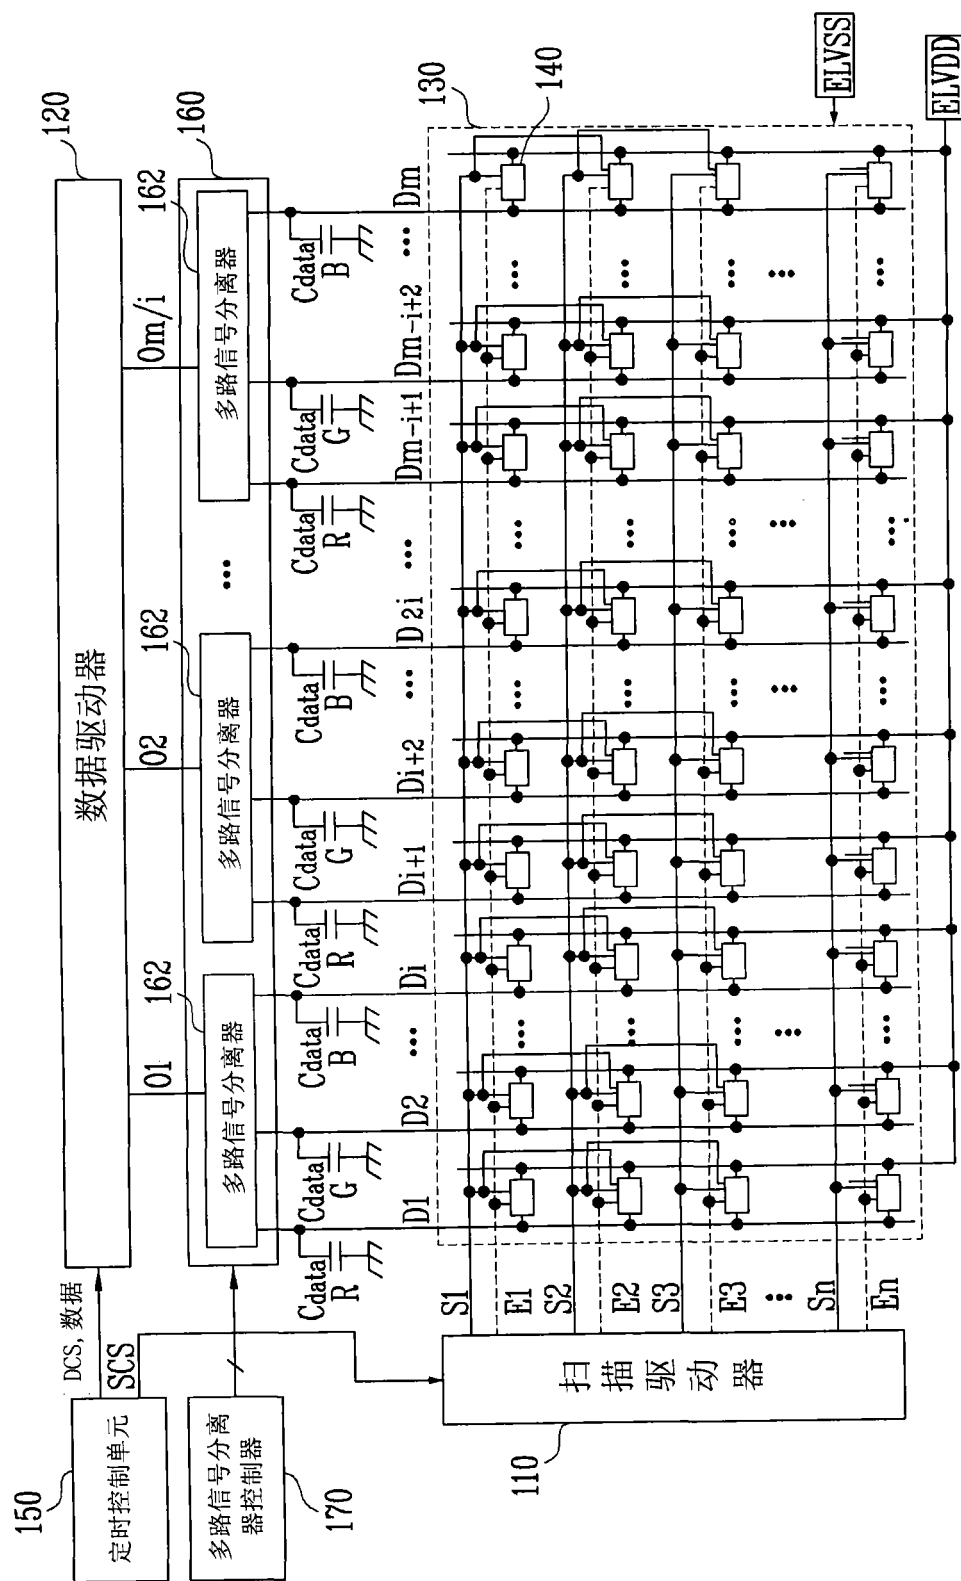 150
定时控制单元
DCS, 数据
SCS
数据驱动器
120
多路信号分离
器控制器
170
160
O1
O2
Om/i
162
162
162
多路信号分离器
多路信号分离器
多路信号分离器
...
Cdata
R
Cdata
G
Cdata
B
Cdata
R
Cdata
G
Cdata
B
Cdata
R
Cdata
G
Cdata
B
D1
D2
...
Di
Di+1
Di+2
...
D2i
...
Dm-i+1
Dm-i+2
...
Dm
130
140
扫描驱动器
110
S1
E1
S2
E2
S3
E3
...
Sn
En
ELVSS
ELVDD